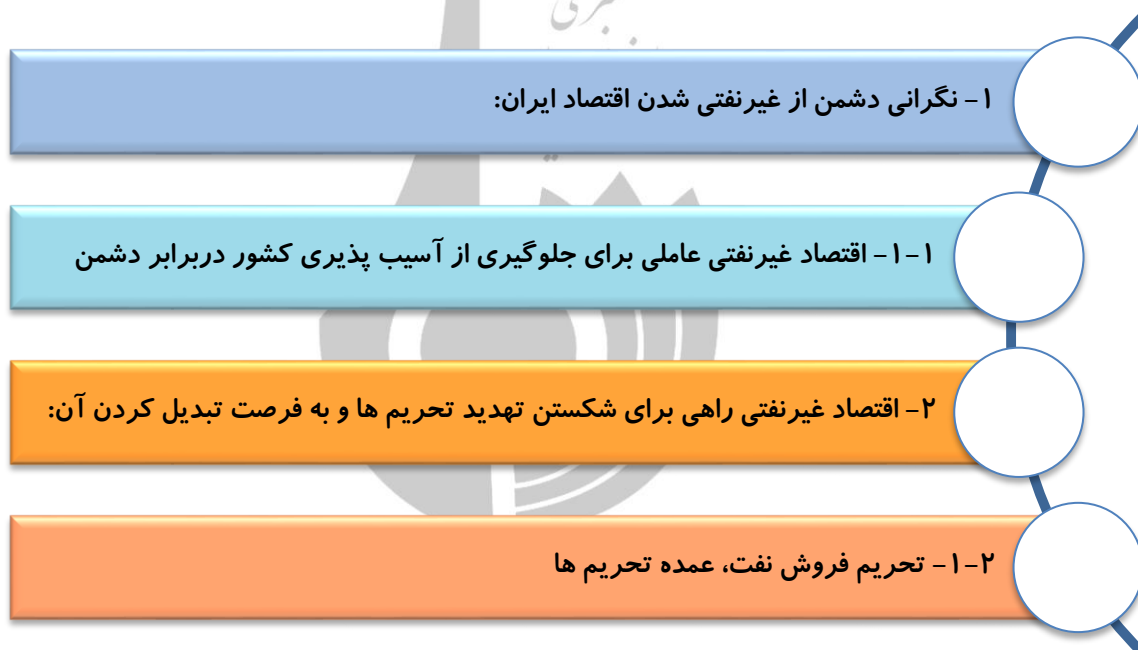 ۱- نگرانی دشمن از غیرنفتی شدن اقتصاد ایران:
۱-۱- اقتصاد غیرنفتی عاملی برای جلوگیری از آسیب پذیری کشور دربرابر دشمن
۲- اقتصاد غیرنفتی راهی برای شکستن تهدید تحریم ها و به فرصت تبدیل کردن آن:
۲-۱- تحریم فروش نفت، عمده تحریم ها